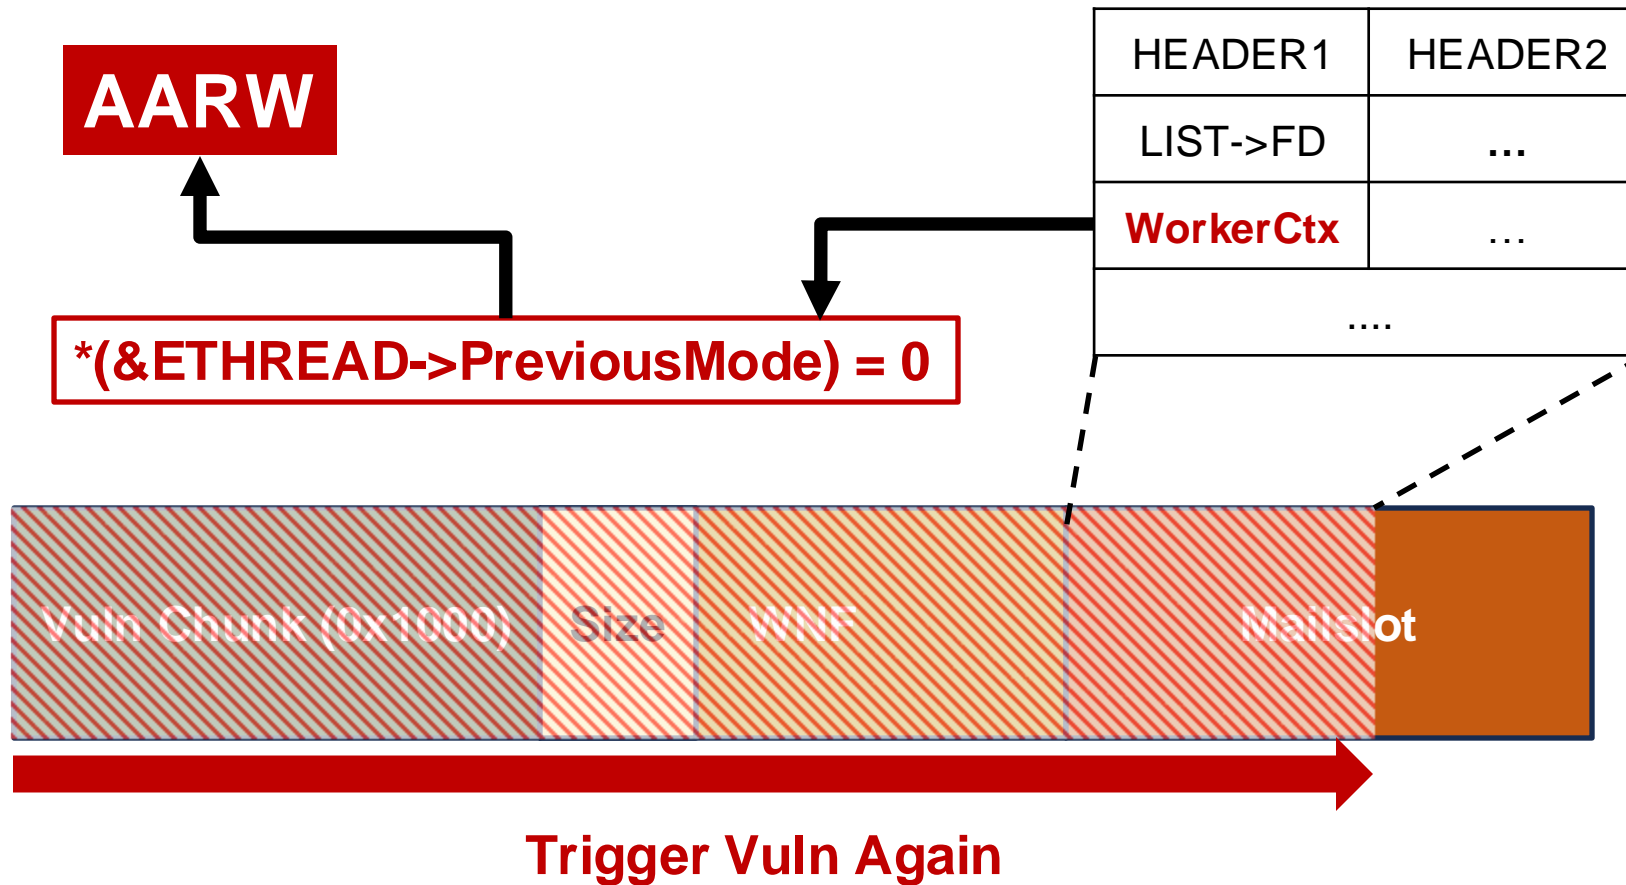 AARW
HEADER1 HEADER2
LIST->FD ...
WorkerCtx ...
....
*(&ETHREAD->PreviousMode) = 0
Vuln Chunk (0x1000) Size WNF Mailslot
Trigger Vuln Again